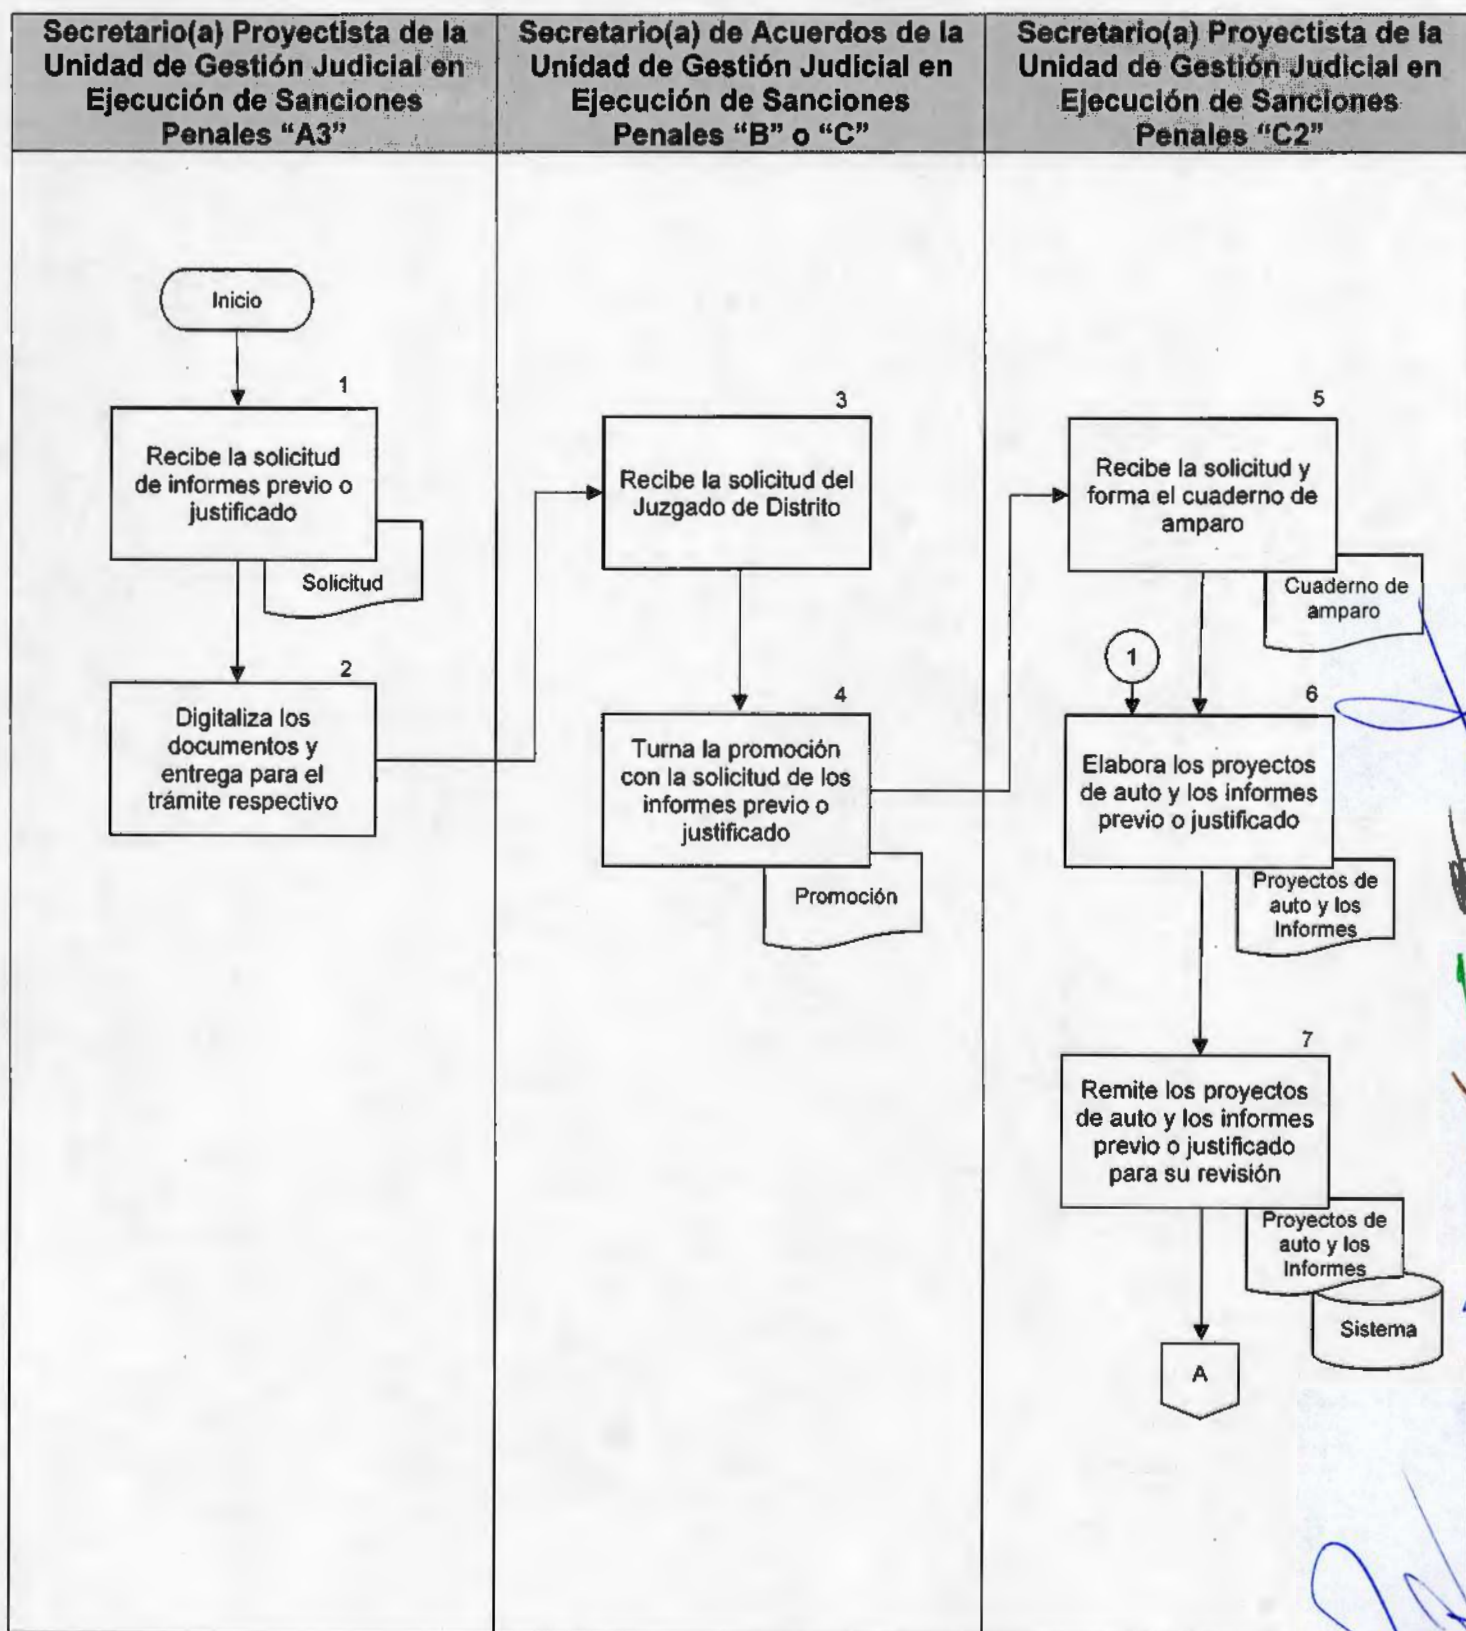 Secretario(a) Proyectista de la
Unidad de Gestión Judicial en
Ejecución de Sanciones
Penales “A3”
Secretario(a) de Acuerdos de la
Unidad de Gestión Judicial en
Ejecución de Sanciones
Penales “B” o “C”
Secretario(a) Proyectista de la
Unidad de Gestión Judicial en
Ejecución de Sanciones
Penales “C2”
Inicio
1
Recibe la solicitud
de informes previo o
justificado
Solicitud
2
Digitaliza los
documentos y
entrega para el
trámite respectivo
3
Recibe la solicitud del
Juzgado de Distrito
4
Turna la promoción
con la solicitud de los
informes previo o
justificado
Promoción
5
Recibe la solicitud y
forma el cuaderno de
amparo
Cuaderno de
amparo
1
6
Elabora los proyectos
de auto y los informes
previo o justificado
Proyectos de
auto y los
Informes
7
Remite los proyectos
de auto y los informes
previo o justificado
para su revisión
Proyectos de
auto y los
Informes
Sistema
A